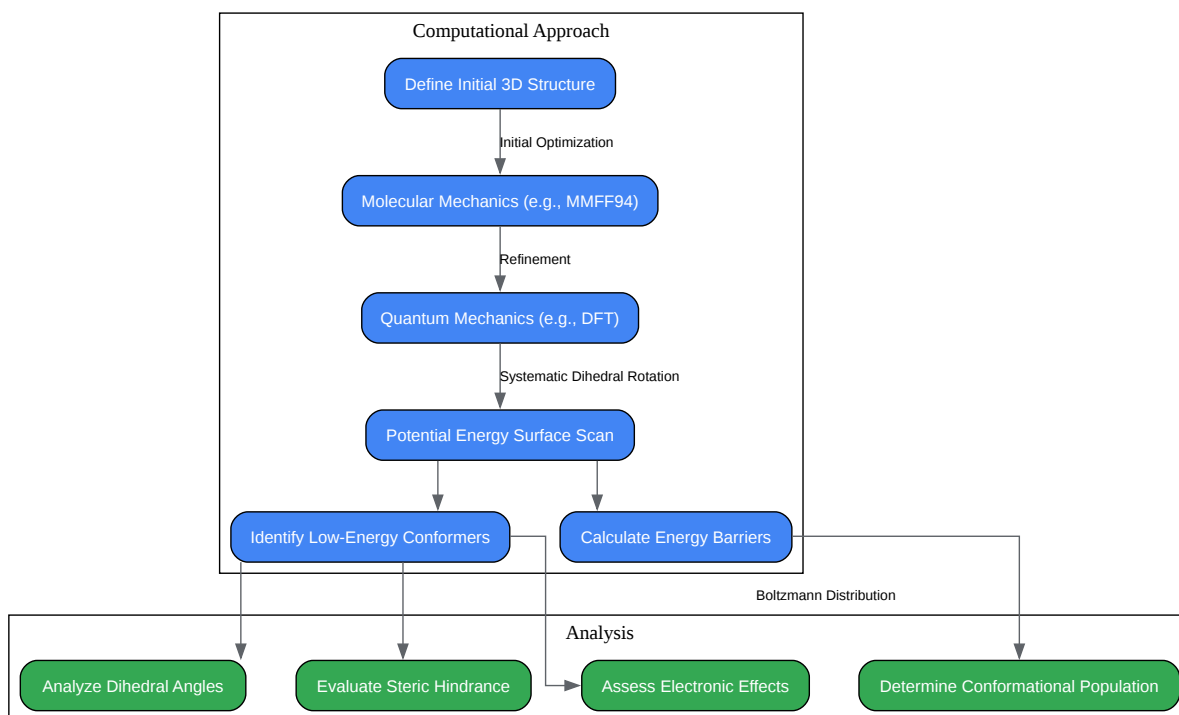 Computational Approach
Define Initial 3D Structure
Initial Optimization
Molecular Mechanics (e.g., MMFF94)
Refinement
Quantum Mechanics (e.g., DFT)
Systematic Dihedral Rotation
Potential Energy Surface Scan
Identify Low-Energy Conformers
Calculate Energy Barriers
Boltzmann Distribution
Analysis
Analyze Dihedral Angles
Evaluate Steric Hindrance
Assess Electronic Effects
Determine Conformational Population